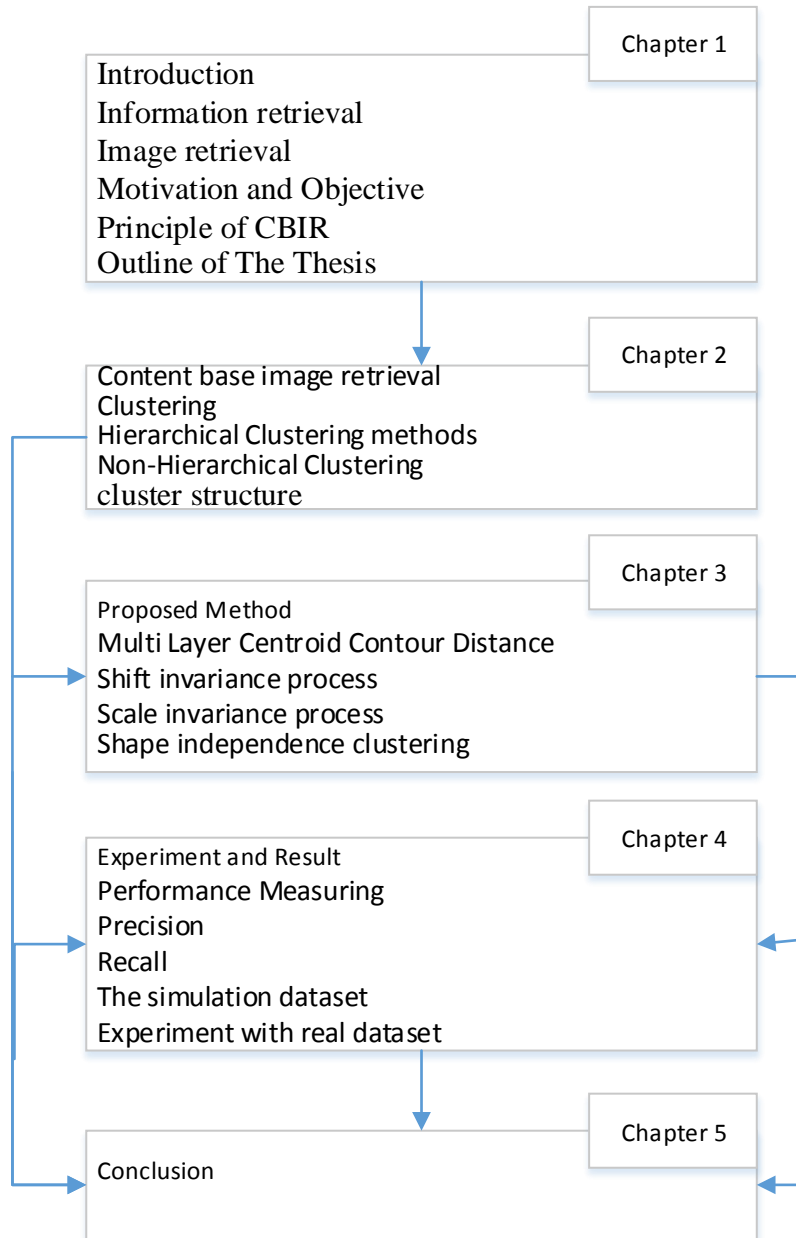 Chapter 1
Introduction
Information retrieval
Image retrieval
Motivation and Objective
Principle of CBIR
Outline of The Thesis
Chapter 2
Content base image retrieval
Clustering
Hierarchical Clustering methods
Non-Hierarchical Clustering
cluster structure
Chapter 3
Proposed Method
Multi Layer Centroid Contour Distance
Shift invariance process
Scale invariance process
Shape independence clustering
Chapter 4
Experiment and Result
Performance Measuring
Precision
Recall
The simulation dataset
Experiment with real dataset
Chapter 5
Conclusion